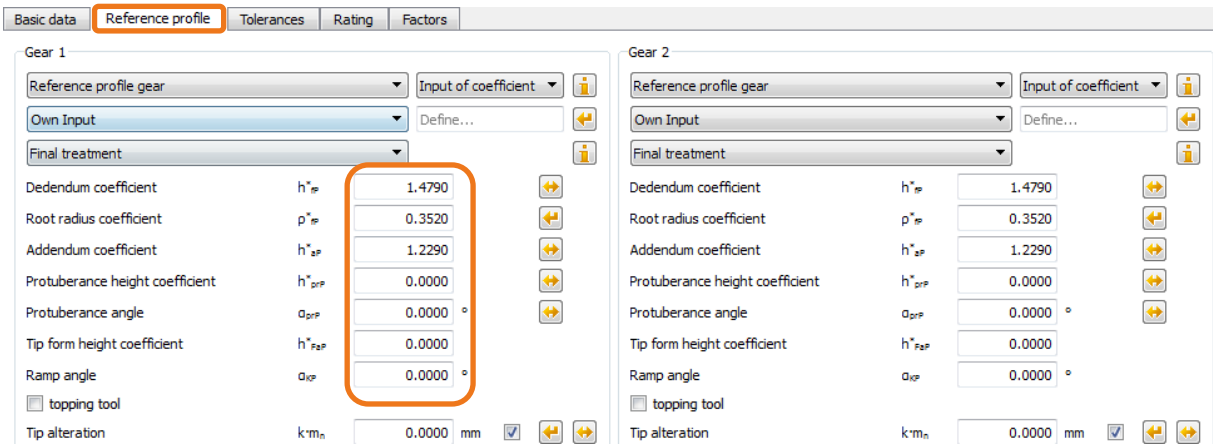 Basic data Reference profile Tolerances Rating Factors
Gear 1 Gear 2
Reference profile gear Input of coefficient Reference profile gear Input of coefficient
Own Input Define... Own Input Define...
Final treatment Final treatment
Dedendum coefficient h*fP 1.4790 Dedendum coefficient h*fP 1.4790
Root radius coefficient ρ*fP 0.3520 Root radius coefficient ρ*fP 0.3520
Addendum coefficient h*aP 1.2290 Addendum coefficient h*aP 1.2290
Protuberance height coefficient h*prP 0.0000 Protuberance height coefficient h*prP 0.0000
Protuberance angle αprP 0.0000 ° Protuberance angle αprP 0.0000 °
Tip form height coefficient h*FaP 0.0000 Tip form height coefficient h*FaP 0.0000
Ramp angle αKP 0.0000 ° Ramp angle αKP 0.0000 °
topping tool topping tool
Tip alteration k*mn 0.0000 mm Tip alteration k*mn 0.0000 mm